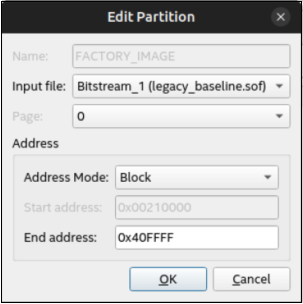 Edit Partition
Name: FACTORY_IMAGE
Input file: Bitstream_1 (legacy_baseline.sof)
Page: 0
Address
Address Mode: Block
Start address: 0x00210000
End address: 0x40FFFF
OK Cancel